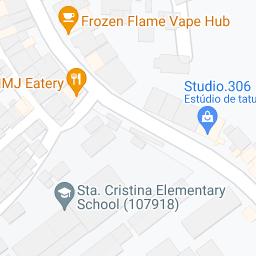 Frozen Flame Vape Hub
MJ Eatery
Studio.306
Estúdio de tatu
Sta. Cristina Elementary
School (107918)